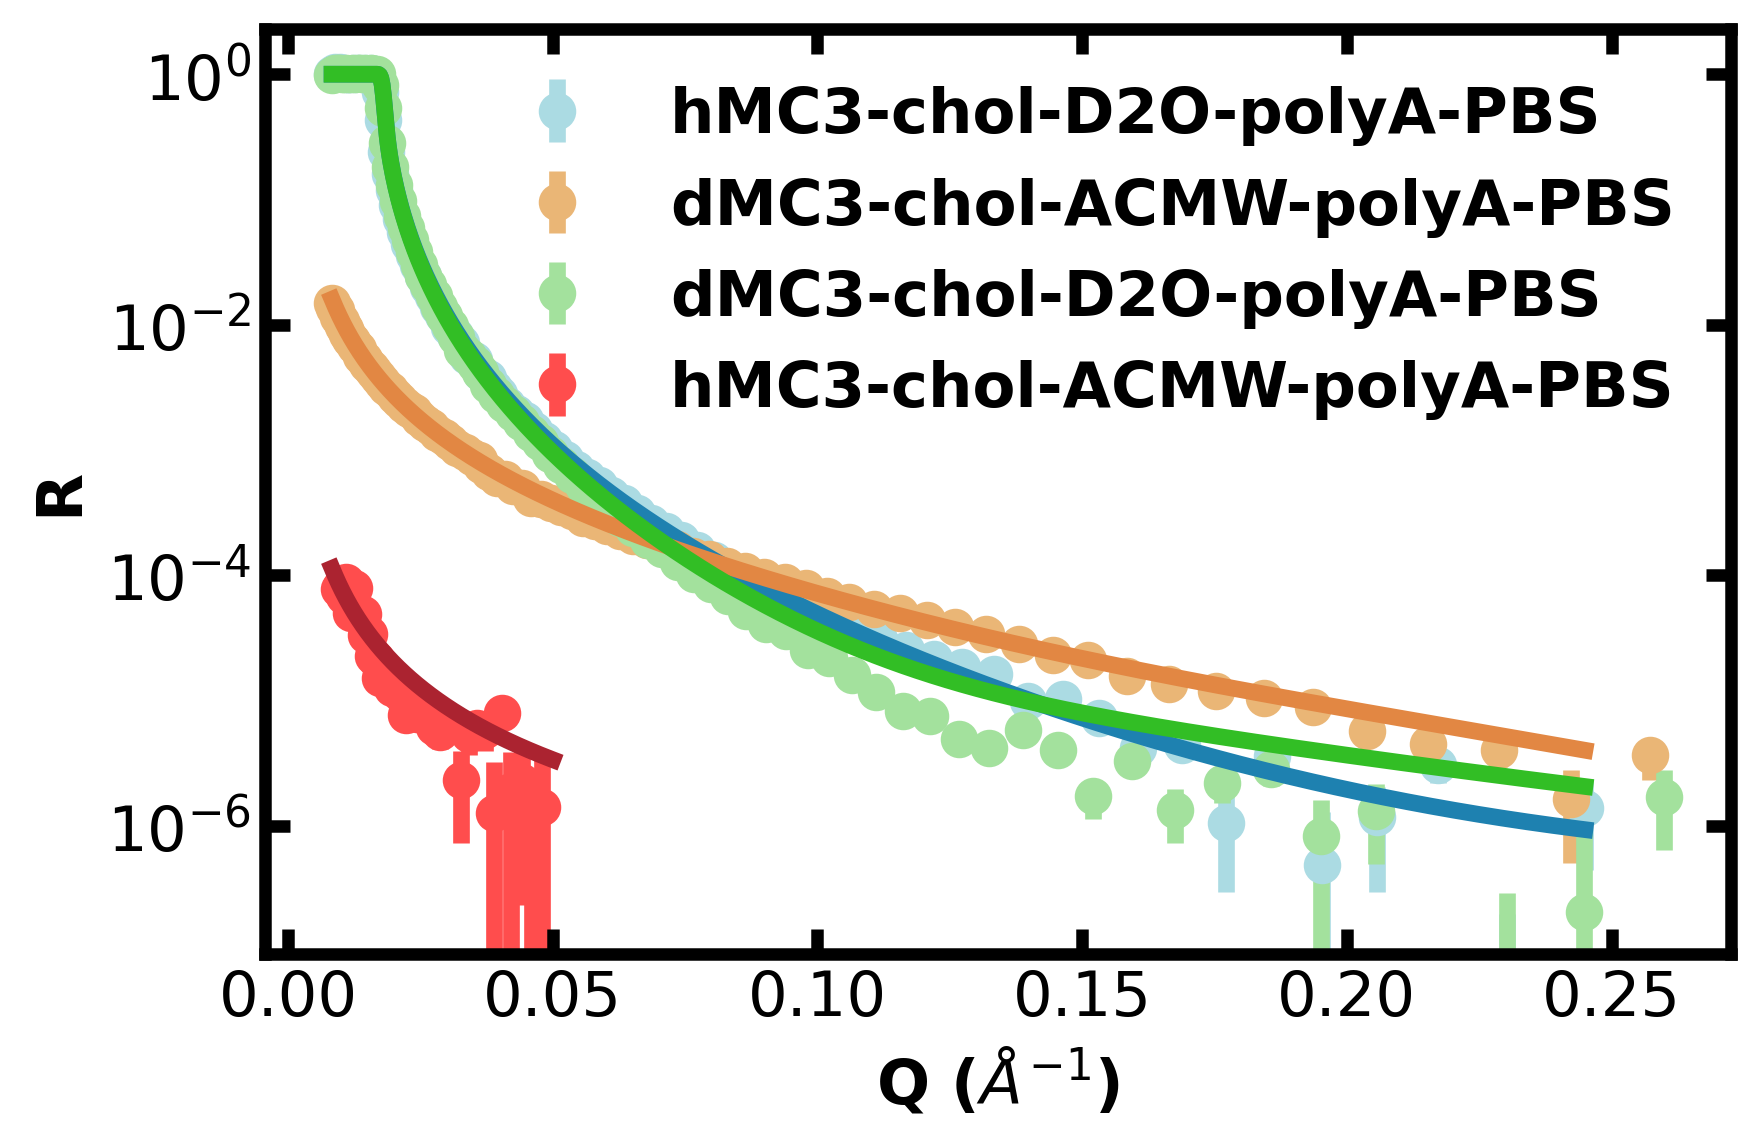 10⁰
10⁻²
10⁻⁴
10⁻⁶
R
hMC3-chol-D2O-polyA-PBS
dMC3-chol-ACMW-polyA-PBS
dMC3-chol-D2O-polyA-PBS
hMC3-chol-ACMW-polyA-PBS
0.00 0.05 0.10 0.15 0.20 0.25
Q (Å⁻¹)